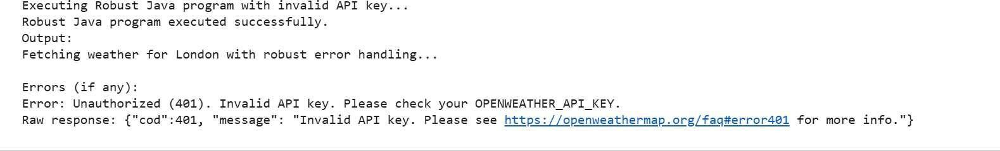 Executing Robust Java program with invalid API key...
Robust Java program executed successfully.
Output:
Fetching weather for London with robust error handling...
Errors (if any):
Error: Unauthorized (401). Invalid API key. Please check your OPENWEATHER_API_KEY.
Raw response: {"cod":401, "message": "Invalid API key. Please see https://openweathermap.org/faq#error401 for more info."}